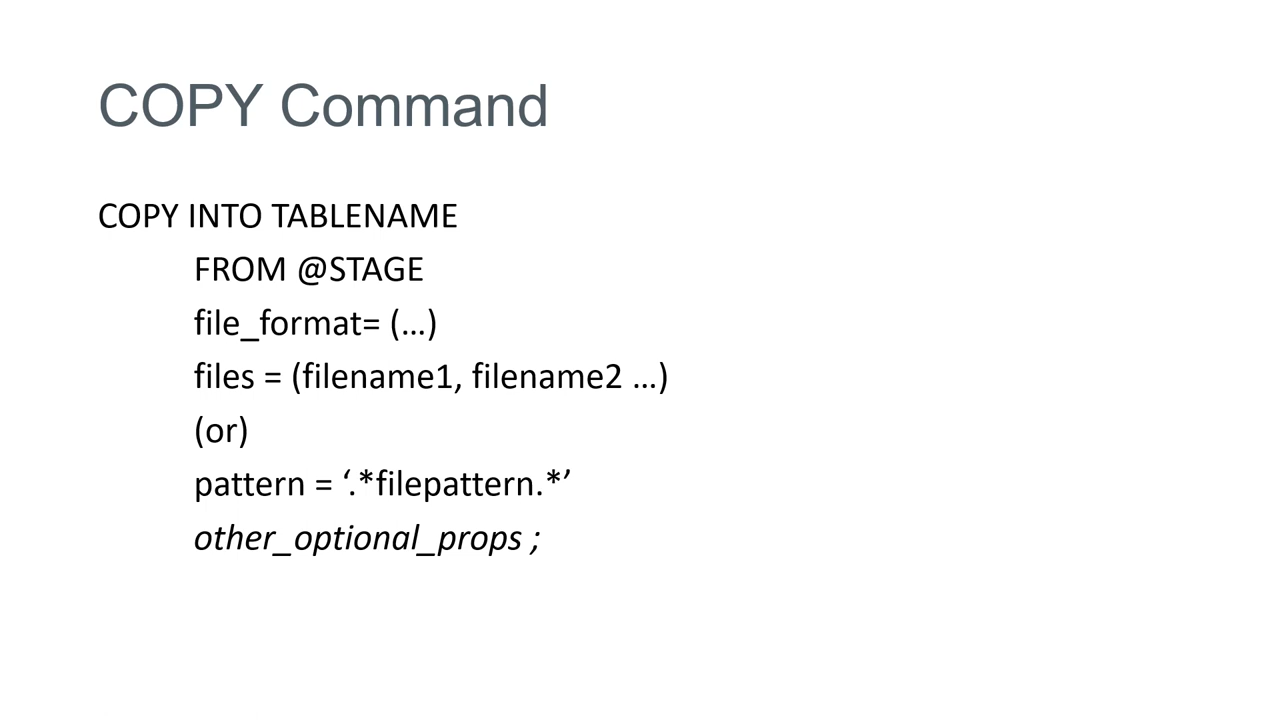 COPY Command
COPY INTO TABLENAME
FROM @STAGE
file_format= (…)
files = (filename1, filename2 …)
(or)
pattern = ‘.*filepattern.*’
other_optional_props ;